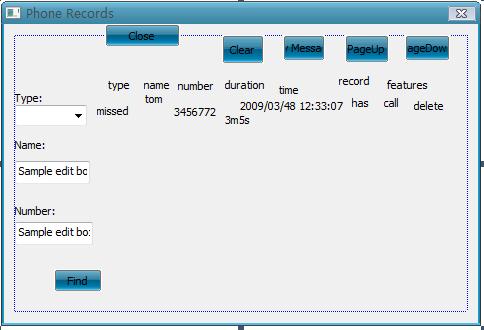 Phone Records
Close
Clear
r Messa
PageUp
ageDow
type name number duration time record features
Type:
missed tom 3456772 3m5s 2009/03/48 12:33:07 has call delete
Name:
Sample edit bo
Number:
Sample edit bo
Find